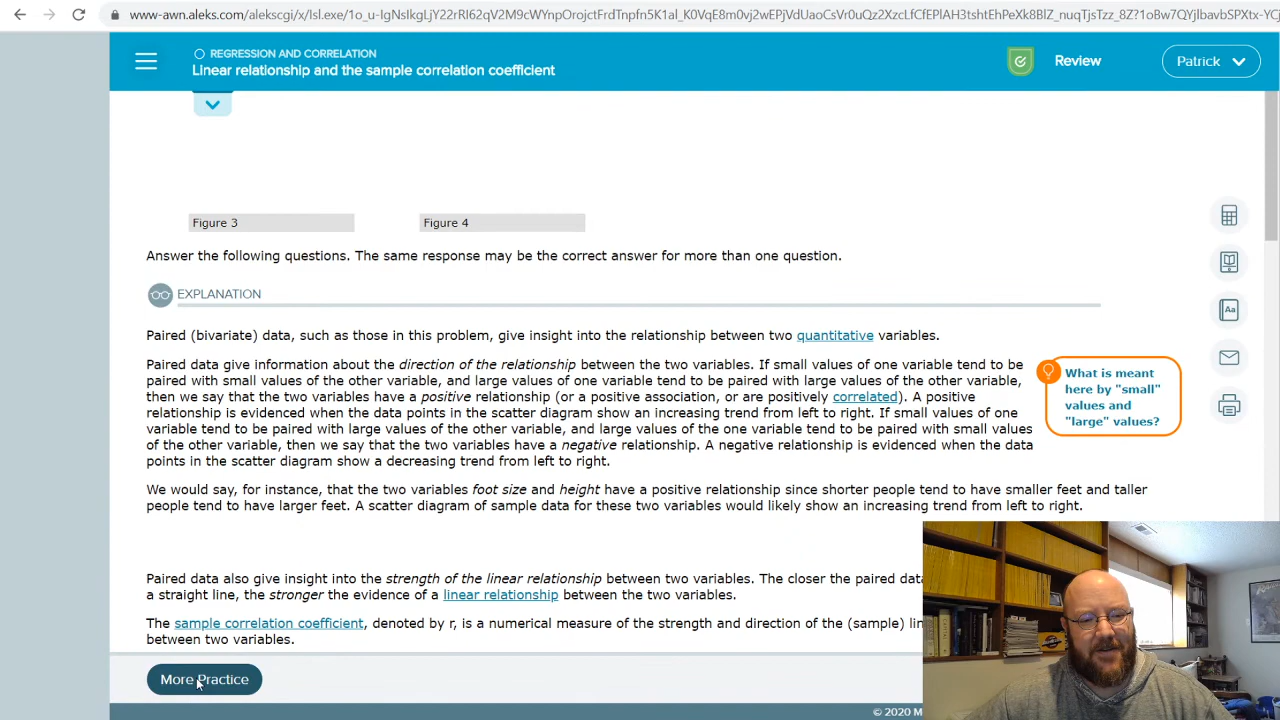 www-awn.aleks.com/alekscgi/x/Isl.exe/1o_u-
REGRESSION AND CORRELATION
Linear relationship and the sample correlation coefficient
Review
Patrick
Figure 3
Figure 4
Answer the following questions. The same response may be the correct answer for more than one question.
EXPLANATION
Paired (bivariate) data, such as those in this problem, give insight into the relationship between two quantitative variables.
Paired data give information about the direction of the relationship between the two variables. If small values of one variable tend to be
paired with small values of the other variable, and large values of one variable tend to be paired with large values of the other variable,
then we say that the two variables have a positive relationship (or a positive association, or are positively correlated). A positive
relationship is evidenced when the data points in the scatter diagram show an increasing trend from left to right. If small values of one
variable tend to be paired with large values of the other variable, and large values of the one variable tend to be paired with small values
of the other variable, then we say that the two variables have a negative relationship. A negative relationship is evidenced when the data
points in the scatter diagram show a decreasing trend from left to right.
What is meant
here by "small"
values and
"large" values?
Aa
We would say, for instance, that the two variables foot size and height have a positive relationship since shorter people tend to have smaller feet and taller
people tend to have larger feet. A scatter diagram of sample data for these two variables would likely show an increasing trend from left to right.
Paired data also give insight into the strength of the linear relationship between two variables. The closer the paired data
a straight line, the stronger the evidence of a linear relationship between the two variables.
The sample correlation coefficient, denoted by r, is a numerical measure of the strength and direction of the (sample)
between two variables.
More Practice
© 2020